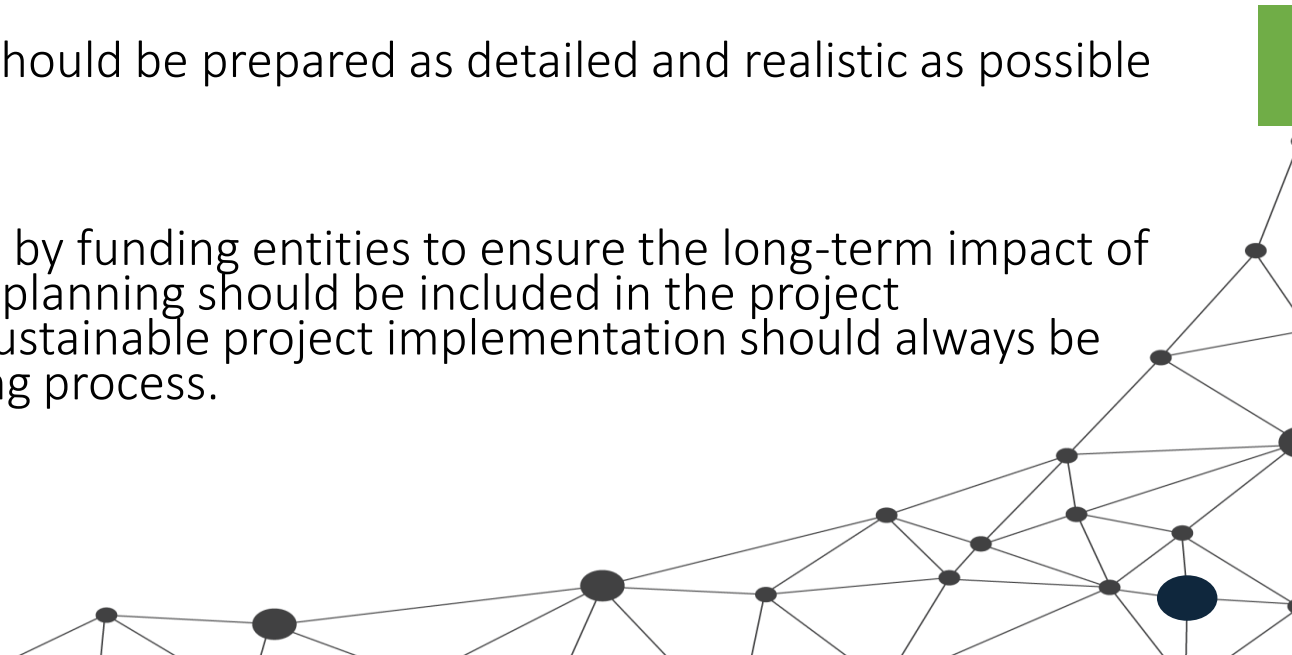 hould be prepared as detailed and realistic as possible
by funding entities to ensure the long-term impact of
planning should be included in the project
ustainable project implementation should always be
g process.